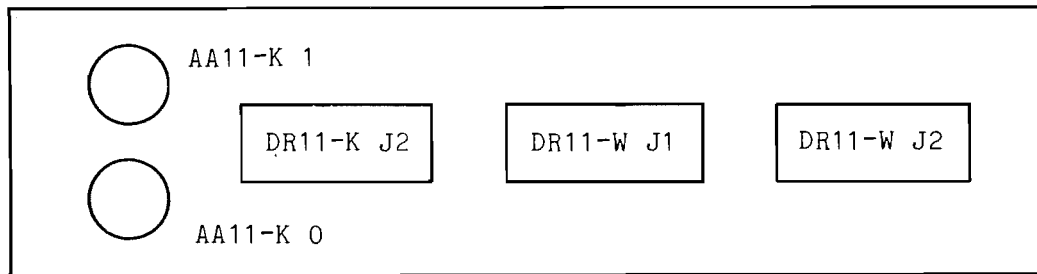 AA11-K 1
DR11-K J2
DR11-W J1
DR11-W J2
AA11-K 0